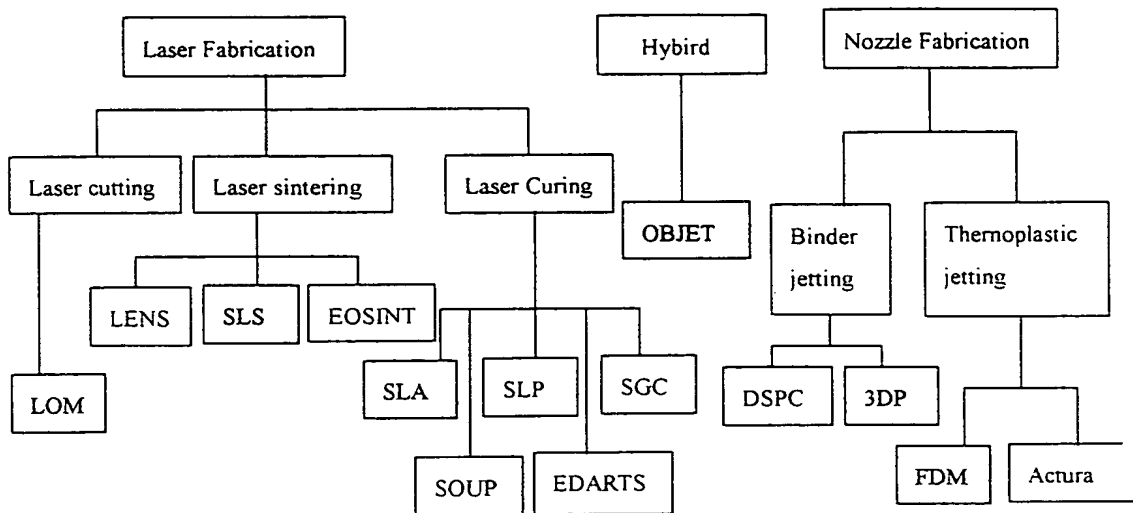 Laser Fabrication
Hybird
Nozzle Fabrication
Laser cutting
Laser sintering
Laser Curing
OBJET
Binder
jetting
Thernoplastic
jetting
LENS
SLS
EOSINT
LOM
SLA
SLP
SGC
DSPC
3DP
SOUP
EDARTS
FDM
Actura